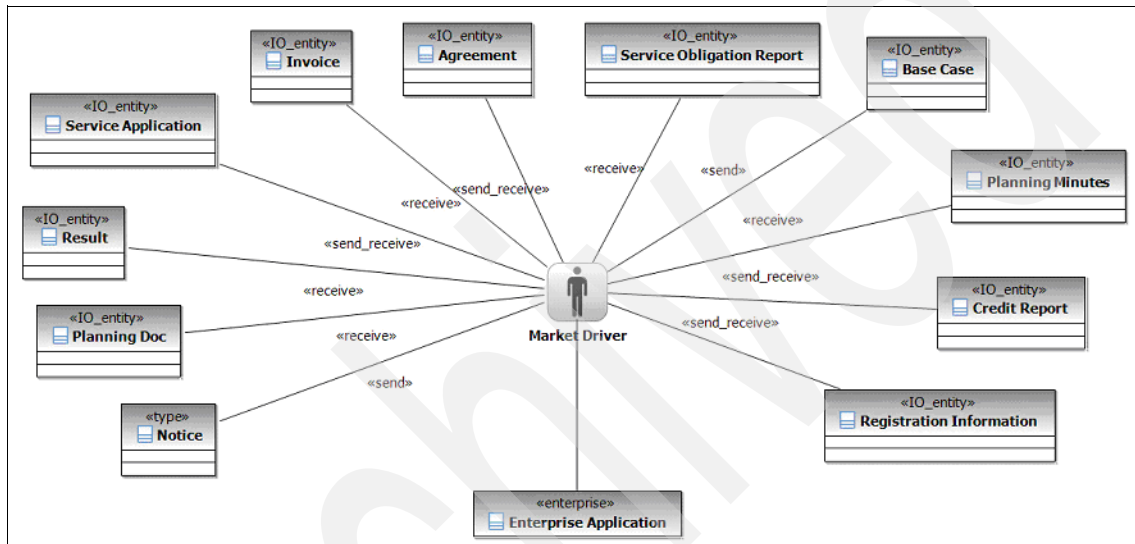 «IO_entity»
Invoice
«IO_entity»
Agreement
«IO_entity»
Service Obligation Report
«IO_entity»
Base Case
«IO_entity»
Service Application
«IO_entity»
Planning Minutes
«receive»
«send_receive»
«receive»
«send»
«receive»
«IO_entity»
Result
«send_receive»
«send_receive»
«IO_entity»
Credit Report
«receive»
«IO_entity»
Planning Doc
«receive»
«send_receive»
Market Driver
«send»
«type»
Notice
«IO_entity»
Registration Information
«enterprise»
Enterprise Application